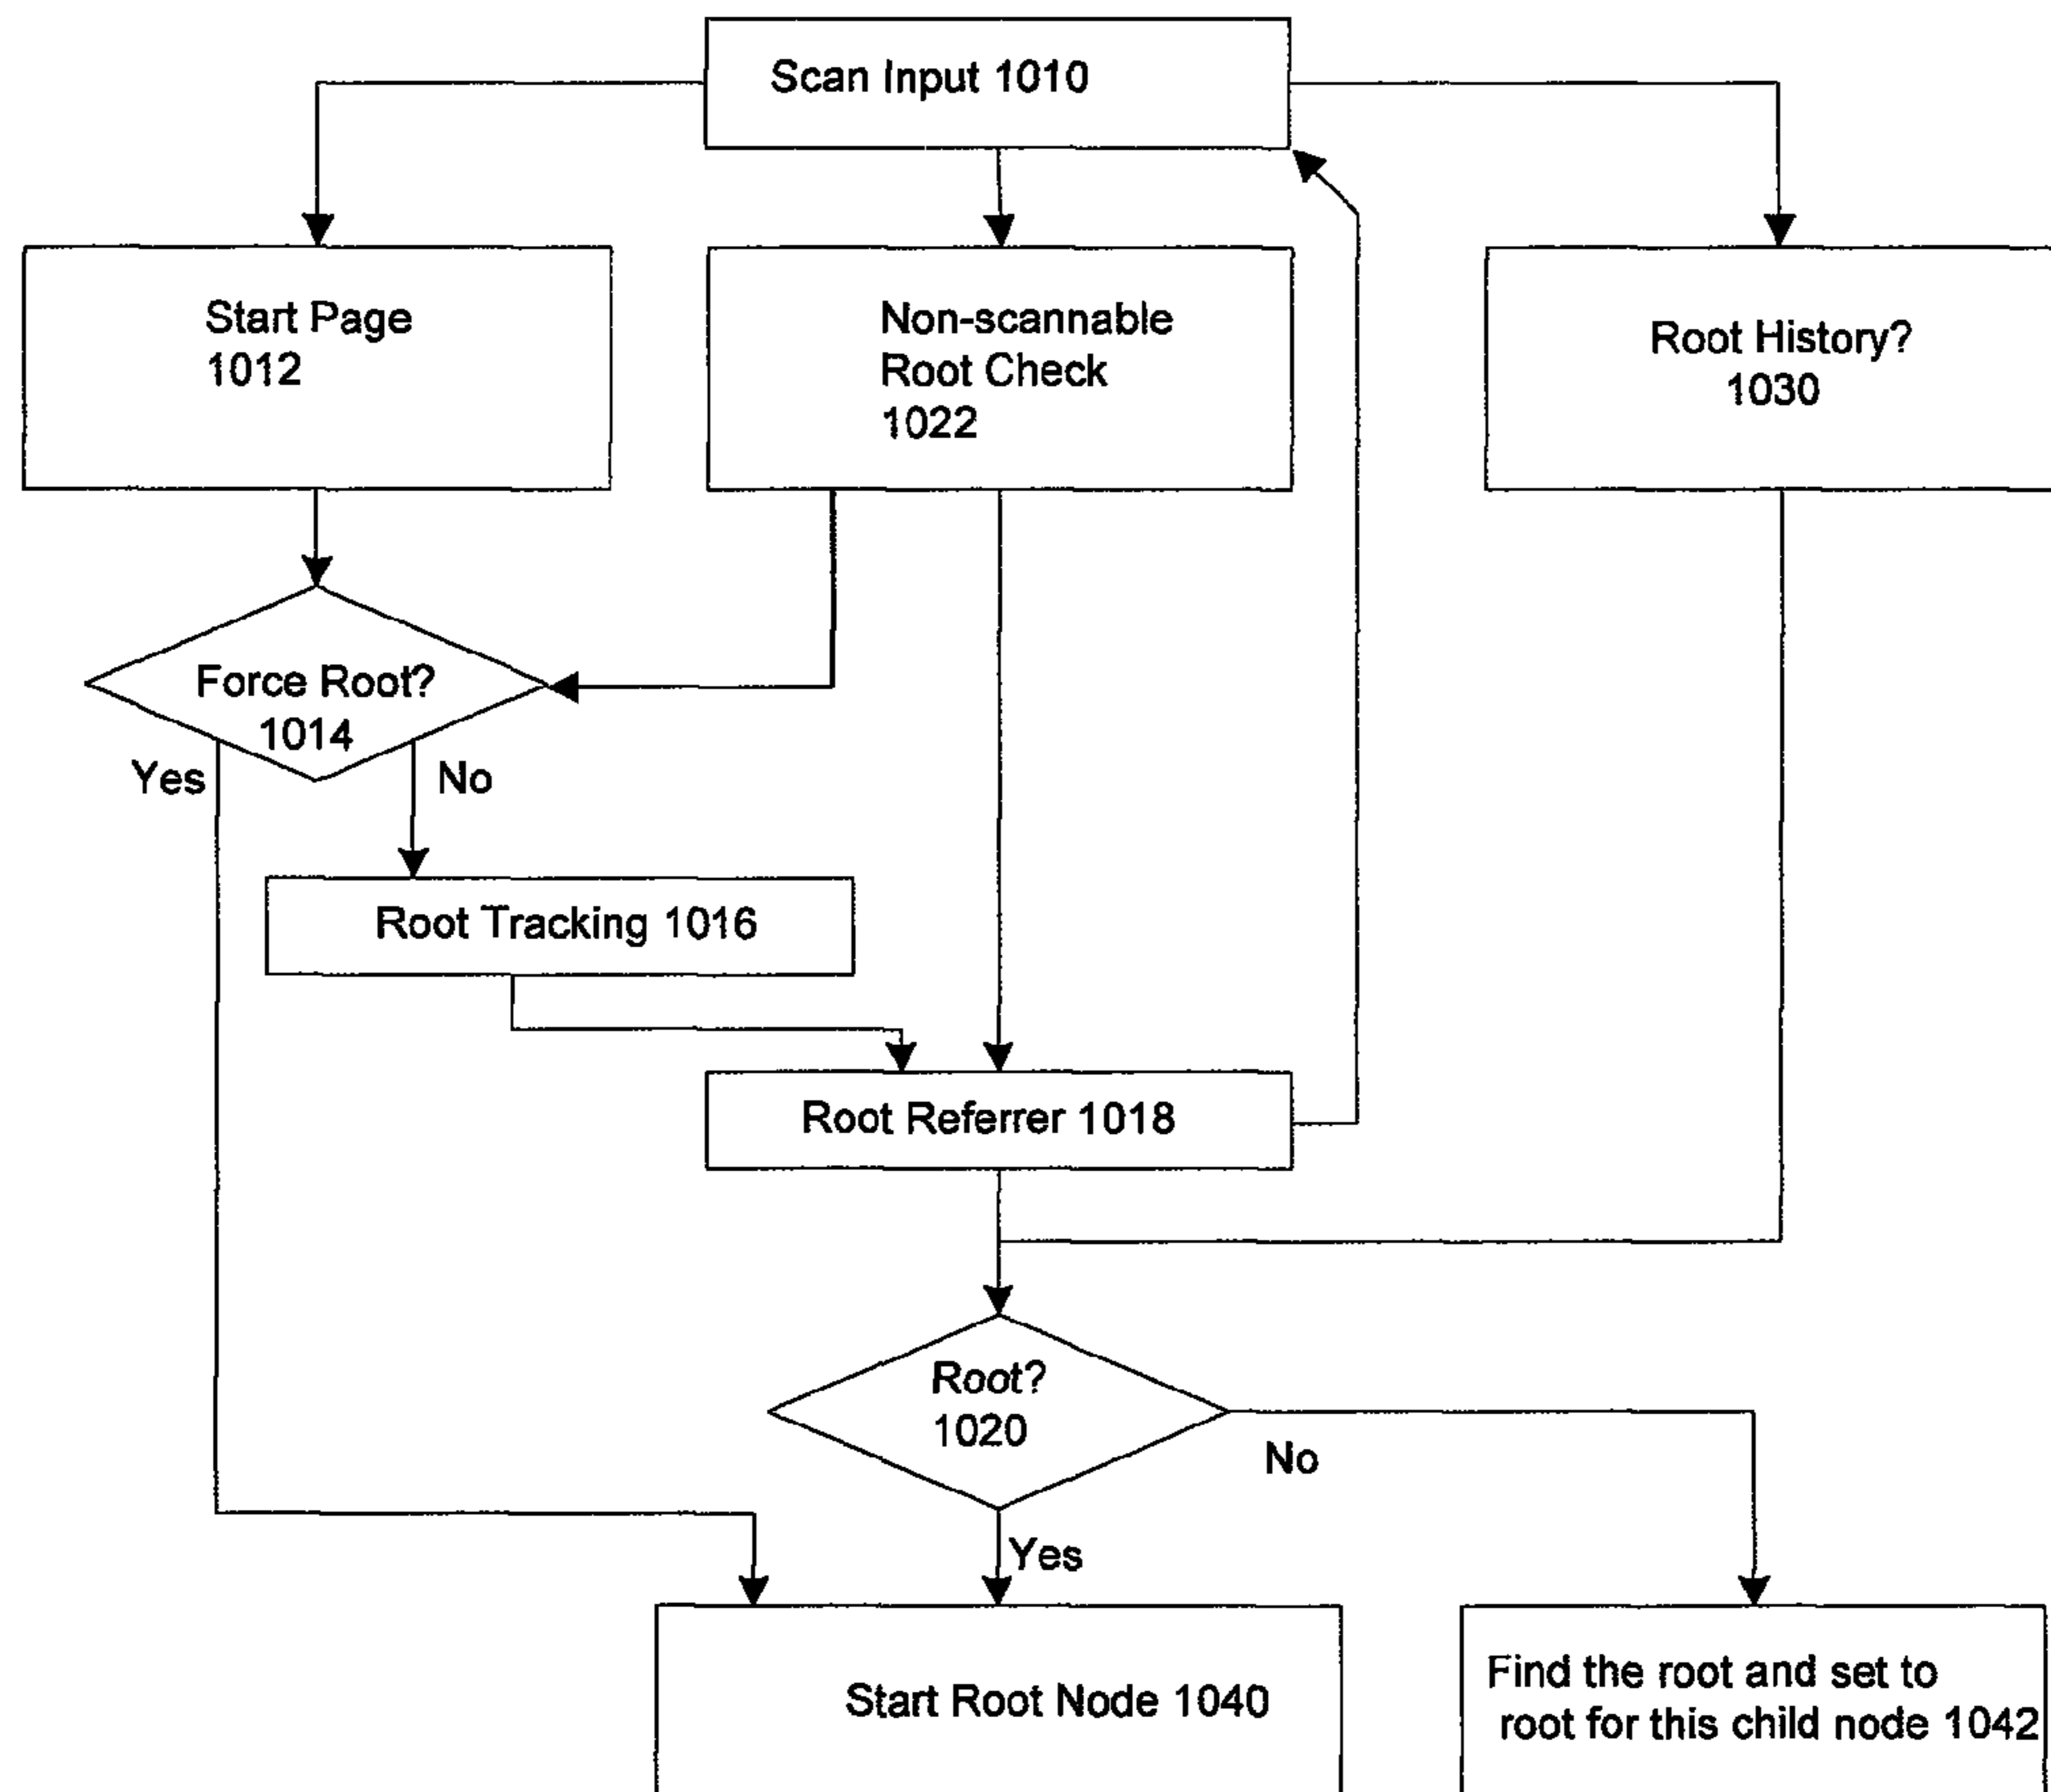 Scan Input 1010
Start Page
1012
Non-scannable
Root Check
1022
Root History?
1030
Force Root?
1014
Yes
No
Root Tracking 1016
Root Referrer 1018
Root?
1020
No
Yes
Start Root Node 1040
Find the root and set to
root for this child node 1042